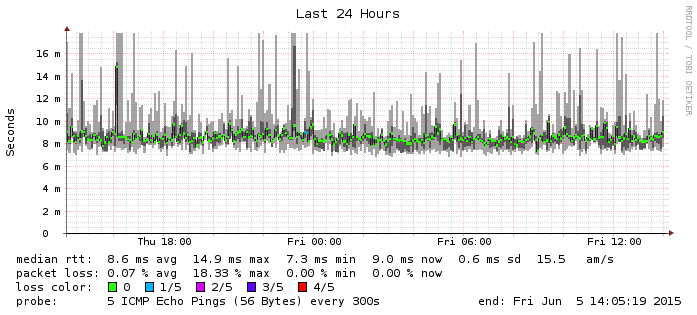 Last 24 Hours
RRDTOOL / TOBI OETIKER
Seconds
16 m
14 m
12 m
10 m
8 m
6 m
4 m
2 m
0
Thu 18:00 Fri 00:00 Fri 06:00 Fri 12:00
median rtt: 8.6 ms avg 14.9 ms max 7.3 ms min 9.0 ms now 0.6 ms sd 15.5 am/s
packet loss: 0.07 % avg 18.33 % max 0.00 % min 0.00 % now
loss color: 0 1/5 2/5 3/5 4/5
probe: 5 ICMP Echo Pings (56 Bytes) every 300s end: Fri Jun 5 14:05:19 2015